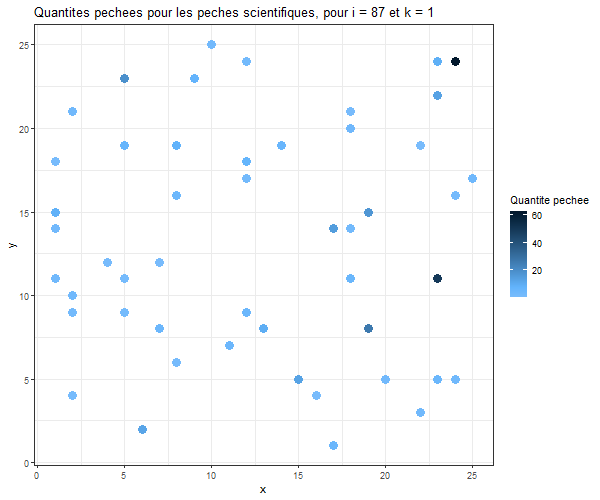 Quantites pechees pour les peches scientifiques, pour i = 87 et k = 1
25
20
15
10
5
0
y
0 5 10 15 20 25
x
Quantite pechee
60
40
20